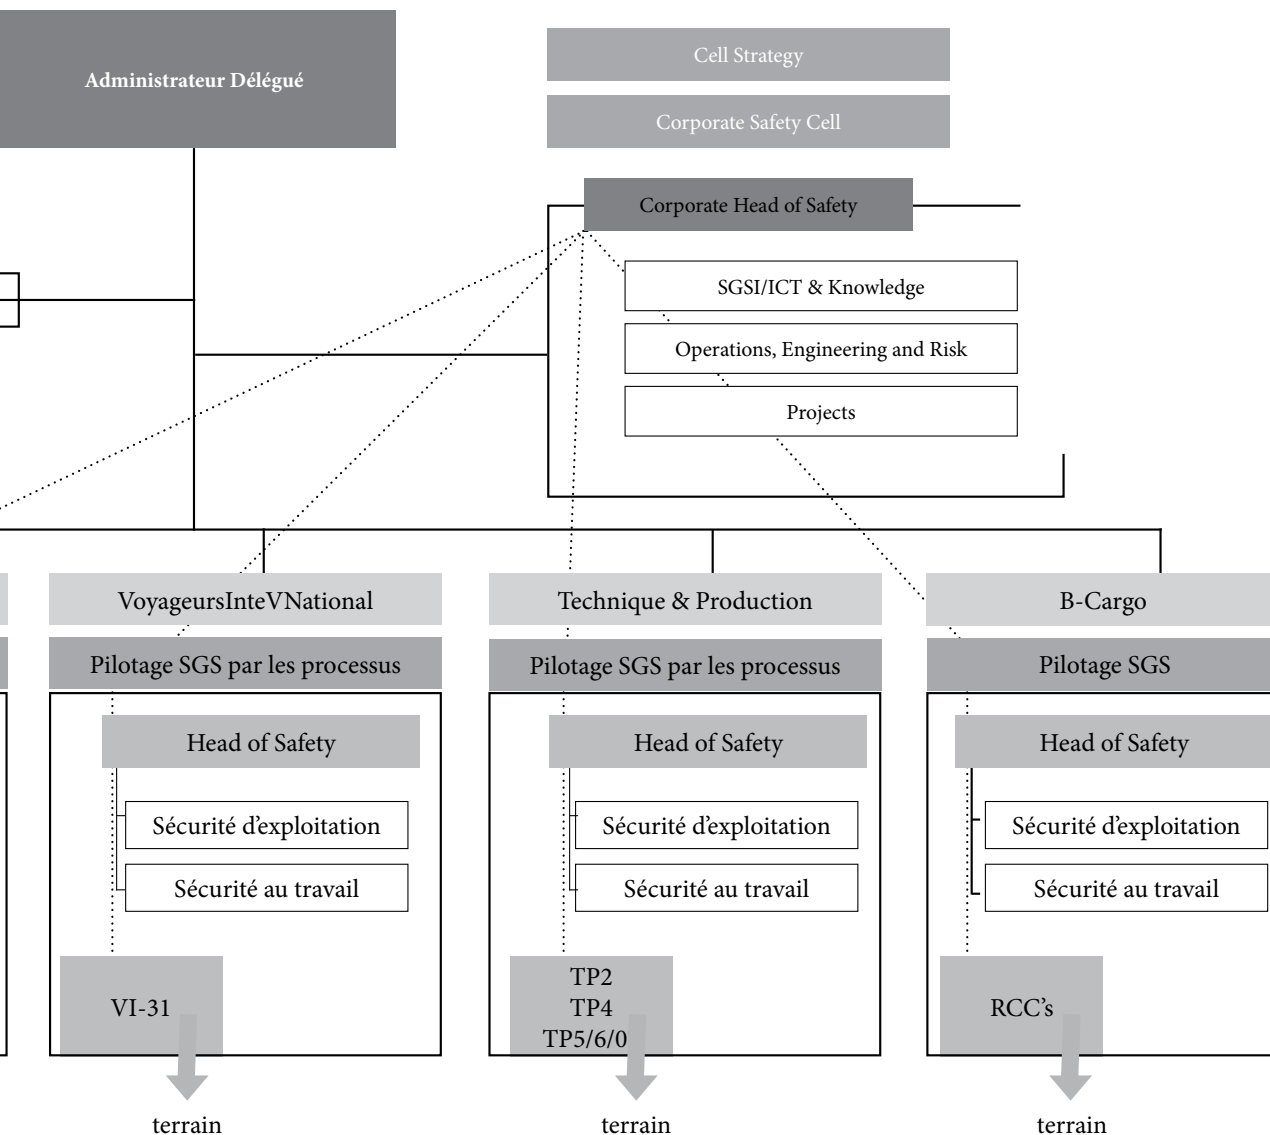 Administrateur Délégué
Cell Strategy
Corporate Safety Cell
Corporate Head of Safety
SGSI/ICT & Knowledge
Operations, Engineering and Risk
Projects
VoyageursInteVNational
Technique & Production
B-Cargo
Pilotage SGS par les processus
Pilotage SGS par les processus
Pilotage SGS
Head of Safety
Head of Safety
Head of Safety
Sécurité d'exploitation
Sécurité d'exploitation
Sécurité d'exploitation
Sécurité au travail
Sécurité au travail
Sécurité au travail
VI-31
TP2
TP4
TP5/6/0
RCC's
terrain
terrain
terrain